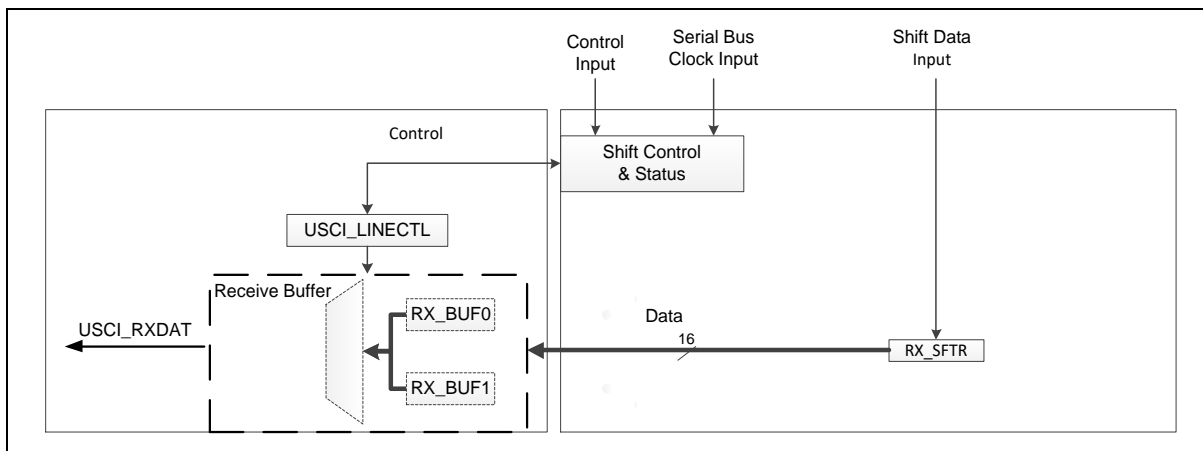 Control
Input
Serial Bus
Clock Input
Shift Data
Input
Control
Shift Control
& Status
USCI_LINECTL
Receive Buffer
RX_BUF0
USCI_RXDAT
Data
16
RX_SFTR
RX_BUF1